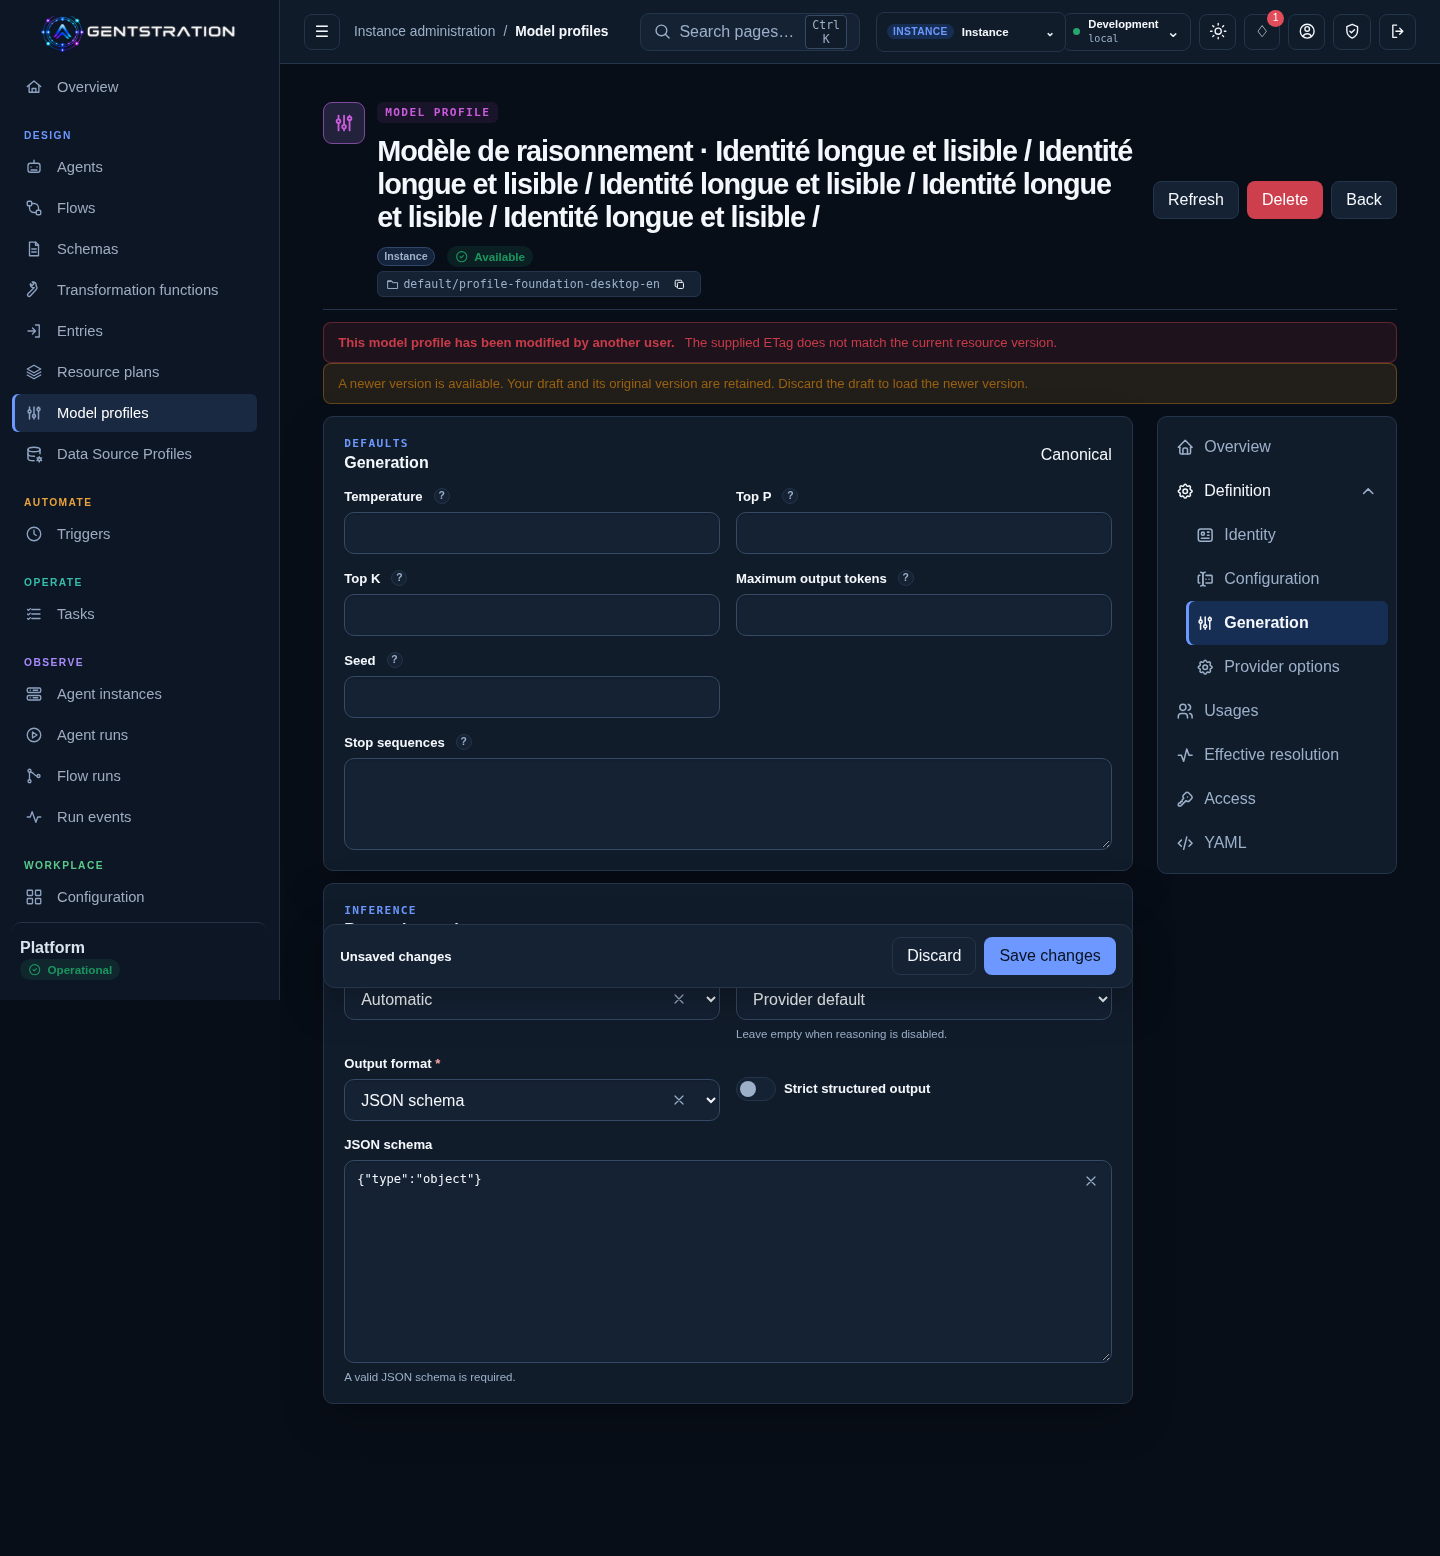 GENTSTRATION
Overview
DESIGN
Agents
Flows
Schemas
Transformation functions
Entries
Resource plans
Model profiles
Data Source Profiles
AUTOMATE
Triggers
OPERATE
Tasks
OBSERVE
Agent instances
Agent runs
Flow runs
Run events
WORKPLACE
Configuration
Platform
Operational
Instance administration / Model profiles
Search pages…
Ctrl
K
INSTANCE Instance
Development
local
1
MODEL PROFILE
Modèle de raisonnement · Identité longue et lisible / Identité
longue et lisible / Identité longue et lisible / Identité longue
et lisible / Identité longue et lisible /
Refresh
Delete
Back
Instance
Available
default/profile-foundation-desktop-en
This model profile has been modified by another user. The supplied ETag does not match the current resource version.
A newer version is available. Your draft and its original version are retained. Discard the draft to load the newer version.
DEFAULTS
Generation
Canonical
Temperature ?
Top P ?
Top K ?
Maximum output tokens ?
Seed ?
Stop sequences ?
INFERENCE
Unsaved changes
Discard
Save changes
Automatic
Provider default
Leave empty when reasoning is disabled.
Output format *
JSON schema
Strict structured output
JSON schema
{"type":"object"}
A valid JSON schema is required.
Overview
Definition
Identity
Configuration
Generation
Provider options
Usages
Effective resolution
Access
YAML